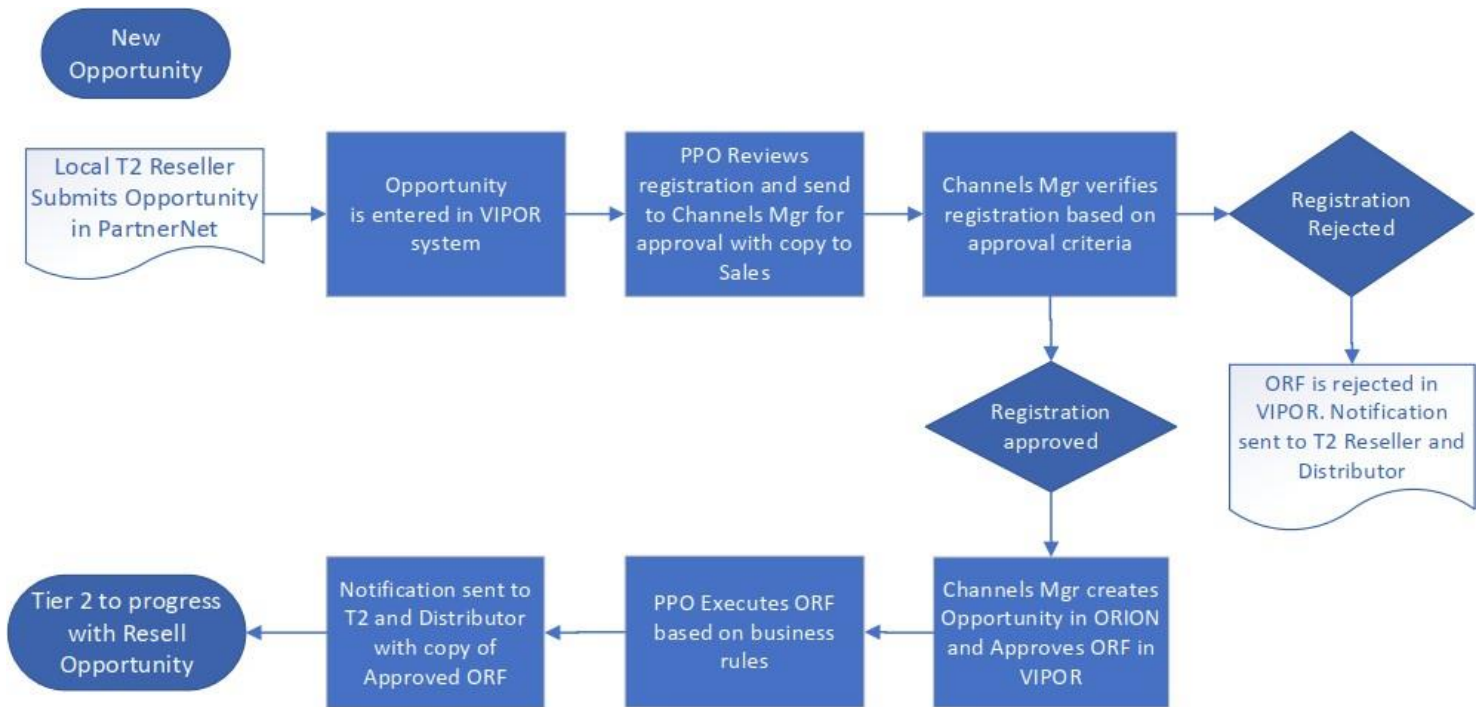 New
Opportunity
Local T2 Reseller
Submits Opportunity
in PartnerNet
Opportunity
is entered in VIPOR
system
PPO Reviews
registration and send
to Channels Mgr for
approval with copy to
Sales
Channels Mgr verifies
registration based on
approval criteria
Registration
Rejected
Registration
approved
ORF is rejected in
VIPOR. Notification
sent to T2 Reseller and
Distributor
Channels Mgr creates
Opportunity in ORION
and Approves ORF in
VIPOR
PPO Executes ORF
based on business
rules
Notification sent to
T2 and Distributor
with copy of
Approved ORF
Tier 2 to progress
with Resell
Opportunity